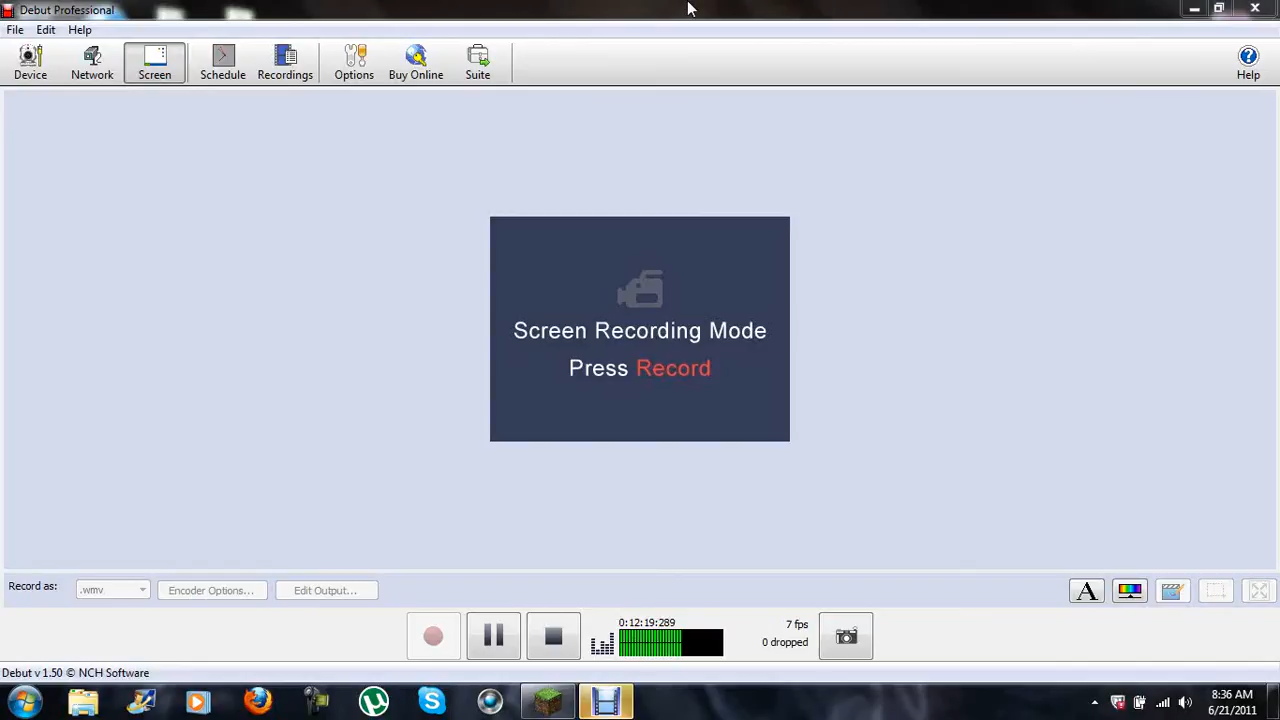 Debut Professional
File Edit Help
Device Network Screen Schedule Recordings Options Buy Online Suite Help
Screen Recording Mode
Press Record
Record as: .wmv Encoder Options... Edit Output... A
0:12:19:289 7 fps
0 dropped
Debut v 1.50 © NCH Software
8:36 AM
6/21/2011